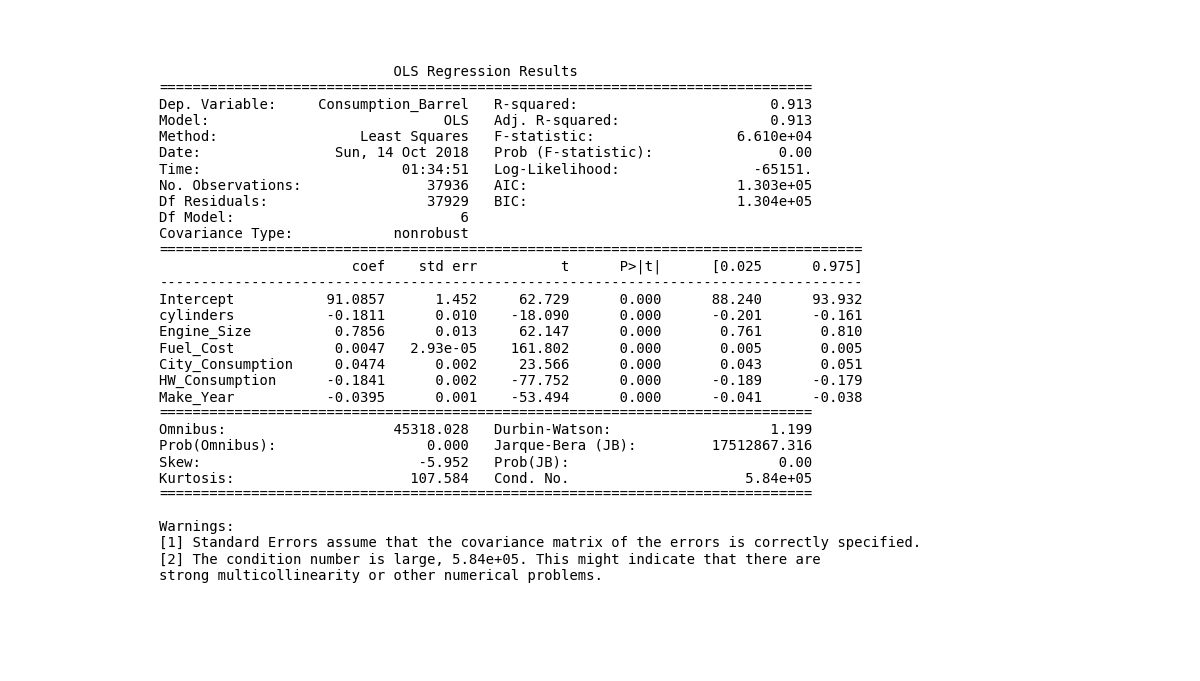 OLS Regression Results
==============================================================================
Dep. Variable:     Consumption_Barrel   R-squared:                       0.913
Model:                            OLS   Adj. R-squared:                  0.913
Method:                 Least Squares   F-statistic:                 6.610e+04
Date:                Sun, 14 Oct 2018   Prob (F-statistic):               0.00
Time:                        01:34:51   Log-Likelihood:                -65151.
No. Observations:               37936   AIC:                         1.303e+05
Df Residuals:                   37929   BIC:                         1.304e+05
Df Model:                           6
Covariance Type:            nonrobust
====================================================================================
                       coef    std err          t      P>|t|      [0.025      0.975]
------------------------------------------------------------------------------------
Intercept           91.0857      1.452     62.729      0.000      88.240      93.932
cylinders           -0.1811      0.010    -18.090      0.000      -0.201      -0.161
Engine_Size          0.7856      0.013     62.147      0.000       0.761       0.810
Fuel_Cost            0.0047   2.93e-05    161.802      0.000       0.005       0.005
City_Consumption     0.0474      0.002     23.566      0.000       0.043       0.051
HW_Consumption      -0.1841      0.002    -77.752      0.000      -0.189      -0.179
Make_Year           -0.0395      0.001    -53.494      0.000      -0.041      -0.038
==============================================================================
Omnibus:                    45318.028   Durbin-Watson:                   1.199
Prob(Omnibus):                  0.000   Jarque-Bera (JB):         17512867.316
Skew:                          -5.952   Prob(JB):                         0.00
Kurtosis:                     107.584   Cond. No.                     5.84e+05
==============================================================================
Warnings:
[1] Standard Errors assume that the covariance matrix of the errors is correctly specified.
[2] The condition number is large, 5.84e+05. This might indicate that there are
strong multicollinearity or other numerical problems.